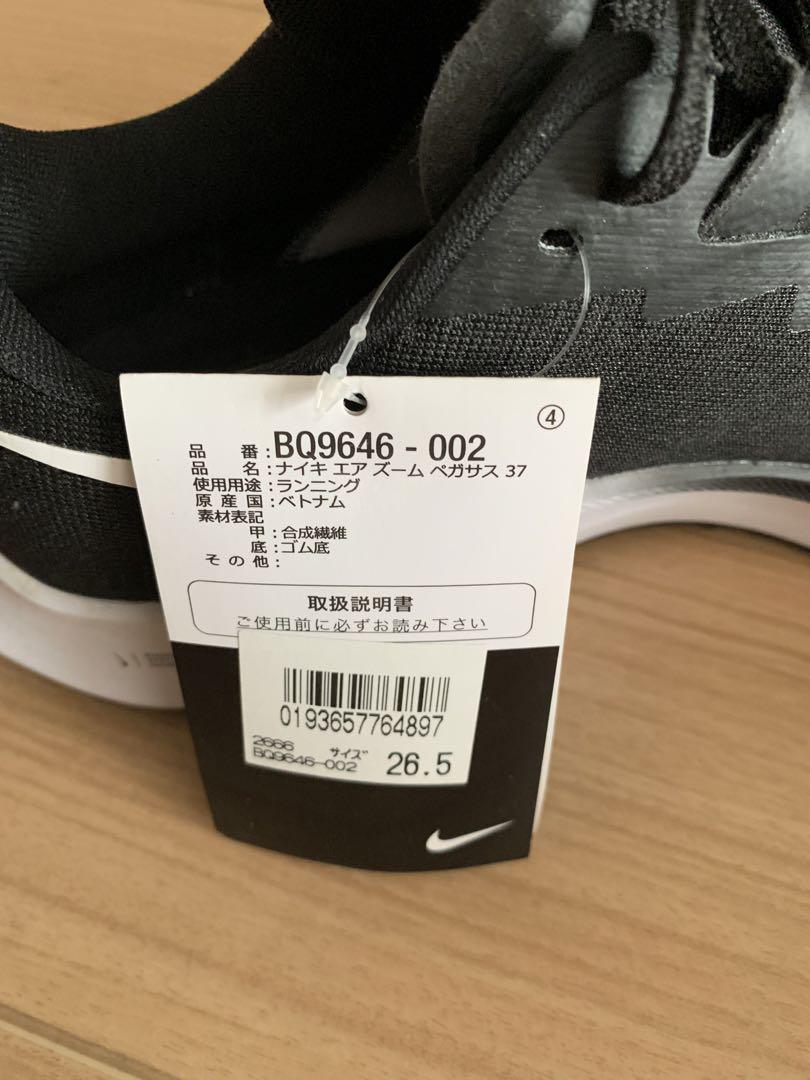 ④
品番:BQ9646-002
品名:ナイキ エア ズーム ペガサス 37
使用用途:ランニング
原産国:ベトナム
素材表記
甲:合成繊維
底:ゴム底
その他:
取扱説明書
ご使用前に必ずお読み下さい
0193657764897
2666
BQ9646-002 サイズ 26.5